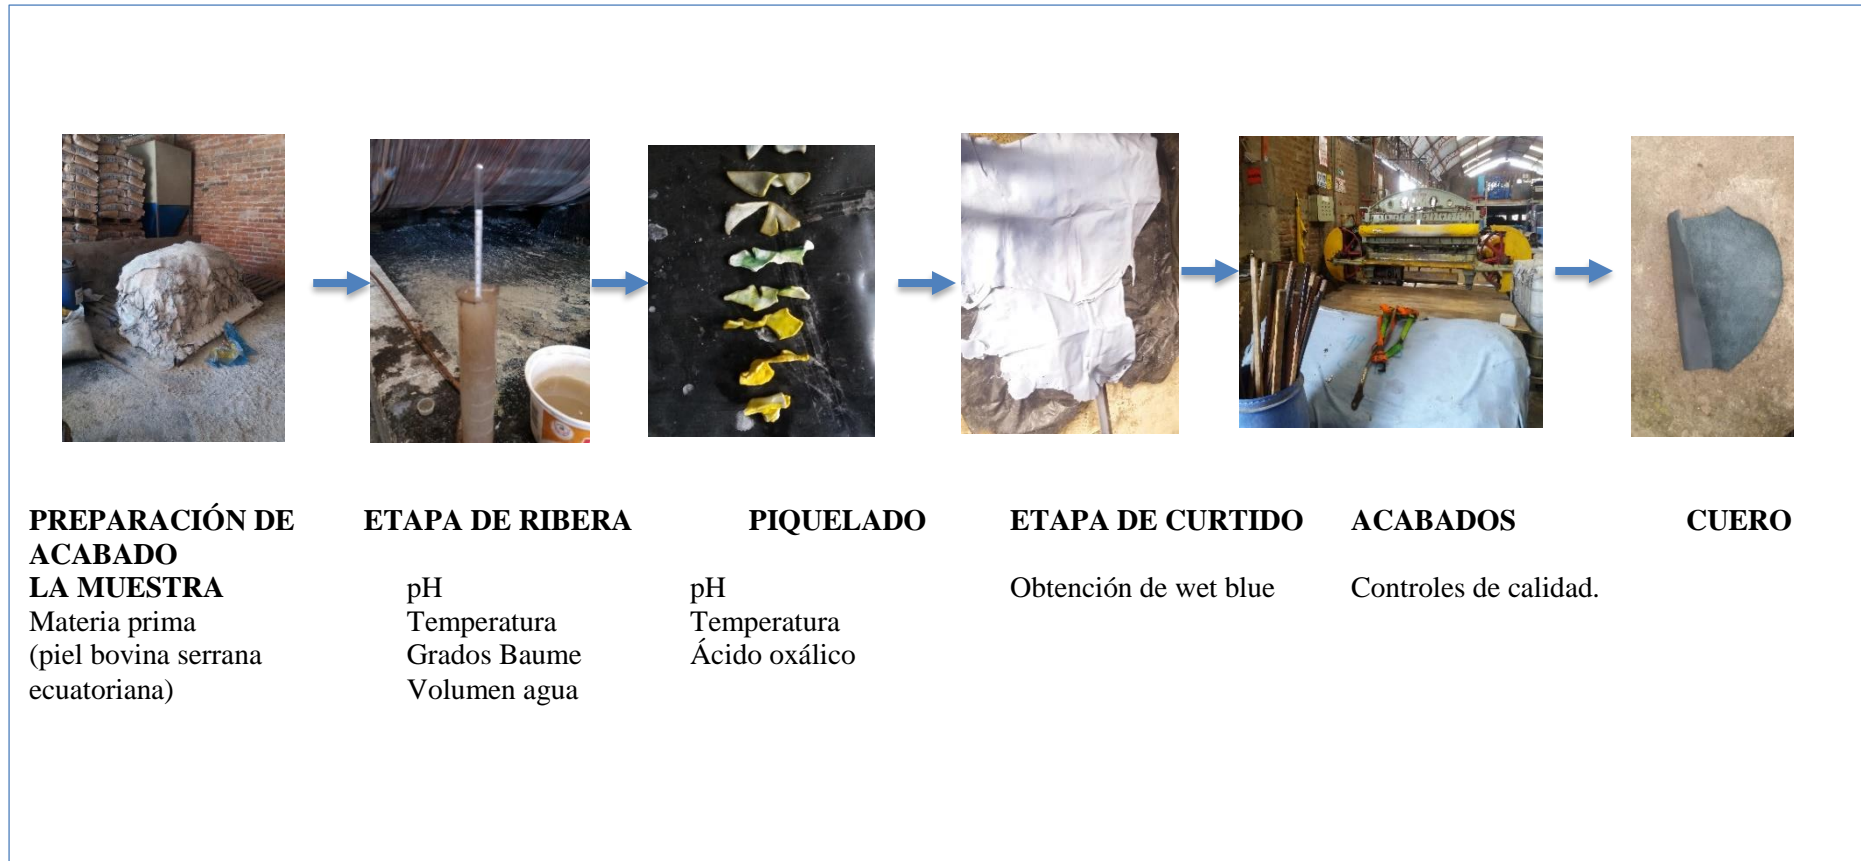 PREPARACIÓN DE
ACABADO
LA MUESTRA
Materia prima
(piel bovina serrana
ecuatoriana)
ETAPA DE RIBERA
pH
Temperatura
Grados Baume
Volumen agua
PIQUELADO
pH
Temperatura
Ácido oxálico
ETAPA DE CURTIDO
Obtención de wet blue
ACABADOS
Controles de calidad.
CUERO